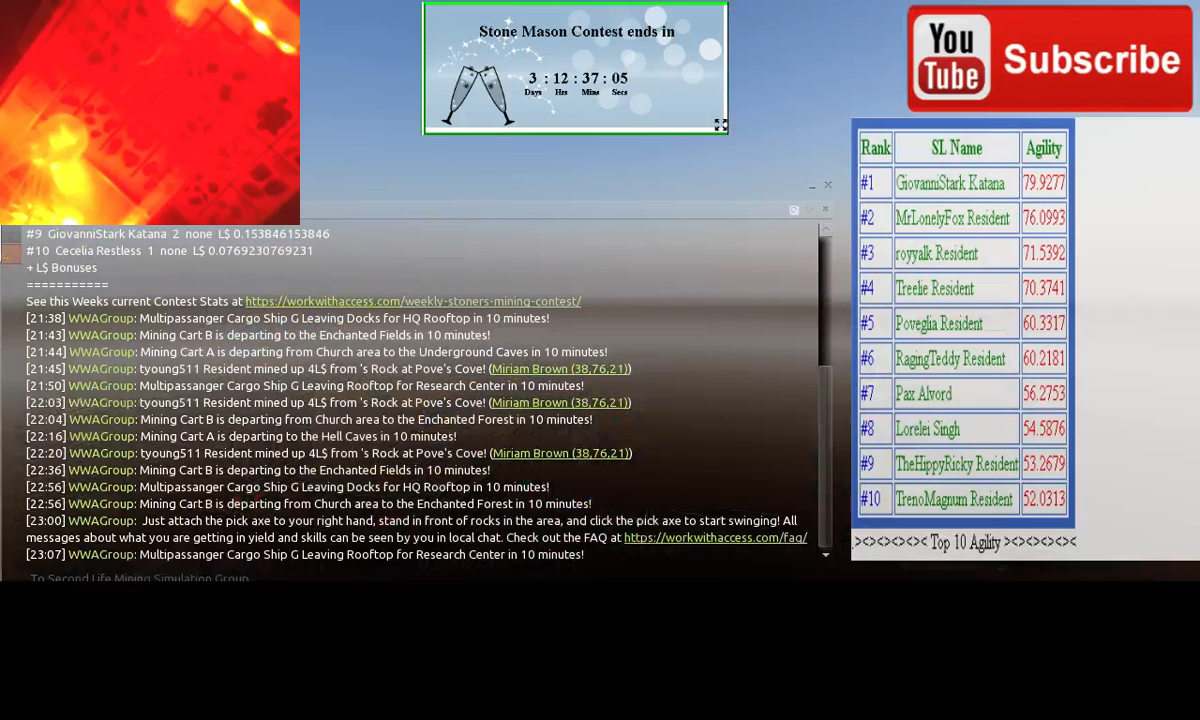 Stone Mason Contest ends in
3 : 12 : 37 : 05
Days Hrs Mins Secs
You
Tube
Subscribe
#9 GiovanniStark Katana 2 none L$ 0.153846153846
#10 Cecelia Restless 1 none L$ 0.0769230769231
+ L$ Bonuses
===========
See this Weeks current Contest Stats at https://workwithaccess.com/weekly-stoners-mining-contest/
[21:38] WWAGroup: Multipassanger Cargo Ship G Leaving Docks for HQ Rooftop in 10 minutes!
[21:43] WWAGroup: Mining Cart B is departing to the Enchanted Fields in 10 minutes!
[21:44] WWAGroup: Mining Cart A is departing from Church area to the Underground Caves in 10 minutes!
[21:45] WWAGroup: tyoung511 Resident mined up 4L$ from 's Rock at Pove's Cove! (Miriam Brown (38,76,21))
[21:50] WWAGroup: Multipassanger Cargo Ship G Leaving Rooftop for Research Center in 10 minutes!
[22:03] WWAGroup: tyoung511 Resident mined up 4L$ from 's Rock at Pove's Cove! (Miriam Brown (38,76,21))
[22:04] WWAGroup: Mining Cart B is departing from Church area to the Enchanted Forest in 10 minutes!
[22:16] WWAGroup: Mining Cart A is departing to the Hell Caves in 10 minutes!
[22:20] WWAGroup: tyoung511 Resident mined up 4L$ from 's Rock at Pove's Cove! (Miriam Brown (38,76,21))
[22:36] WWAGroup: Mining Cart B is departing to the Enchanted Fields in 10 minutes!
[22:56] WWAGroup: Multipassanger Cargo Ship G Leaving Docks for HQ Rooftop in 10 minutes!
[22:56] WWAGroup: Mining Cart B is departing from Church area to the Enchanted Forest in 10 minutes!
[23:00] WWAGroup: Just attach the pick axe to your right hand, stand in front of rocks in the area, and click the pick axe to start swinging! All
messages about what you are getting in yield and skills can be seen by you in local chat. Check out the FAQ at https://workwithaccess.com/faq/
[23:07] WWAGroup: Multipassanger Cargo Ship G Leaving Rooftop for Research Center in 10 minutes!
To Second Life Mining Simulation Group
Rank SL Name Agility
#1 GiovanniStark Katana 79.9277
#2 MrLonelyFox Resident 76.0993
#3 royyalk Resident 71.5392
#4 Treelie Resident 70.3741
#5 Poveglia Resident 60.3317
#6 RagingTeddy Resident 60.2181
#7 Pax Alvord 56.2753
#8 Lorelei Singh 54.5876
#9 TheHippyRicky Resident 53.2679
#10 TrenoMagnum Resident 52.0313
.><><><><>< Top 10 Agility ><><><><><